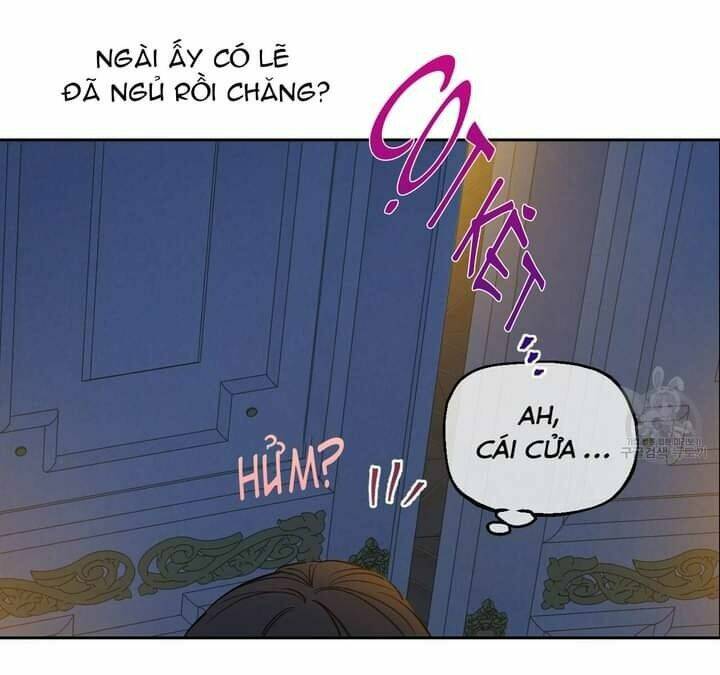 NGÀI ẤY CÓ LẼ
ĐÃ NGỦ RỒI CHĂNG?
CỌT KẸT
AH,
CÁI CỬA ...
HỬM?